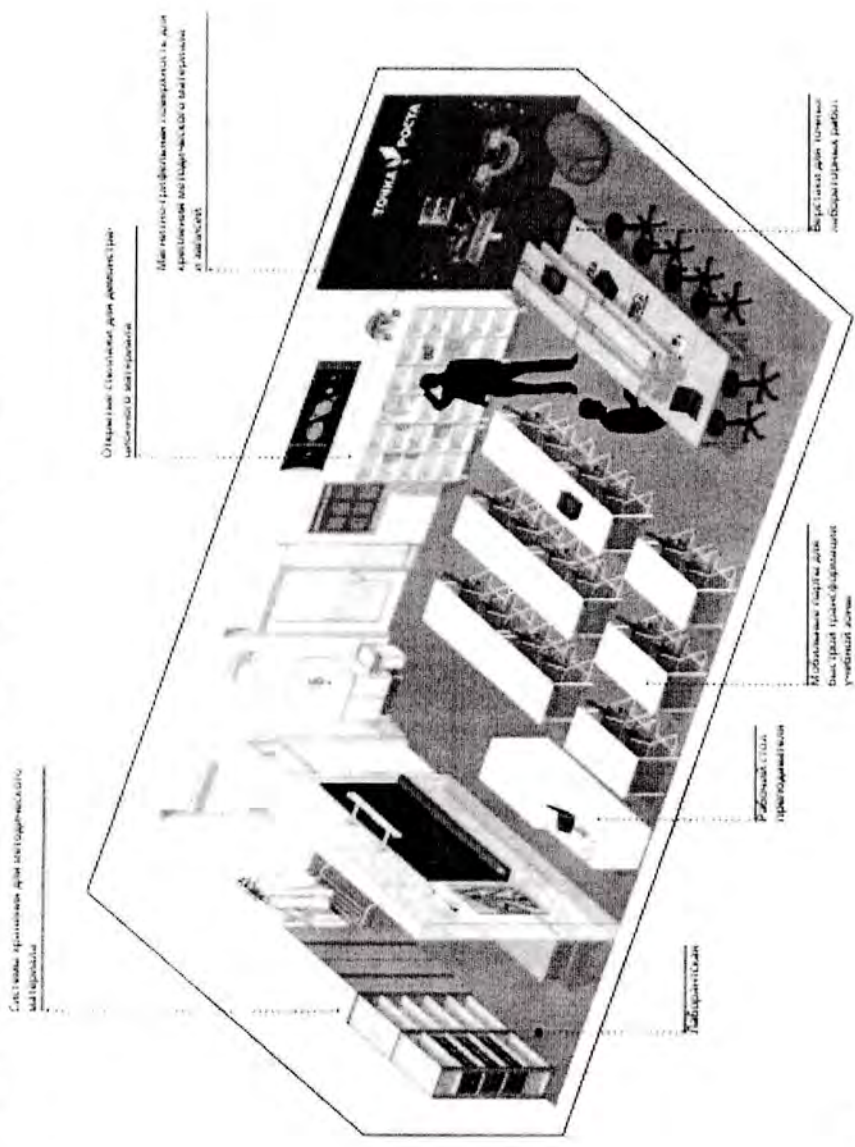 Системы хранения для методического
материала
Открытые стеллажи для демонстра-
ционного материала
Магнитно-грифельная поверхность для
крепления методического материала
и записей
ТОЧКА РОСТА
Лаборантская
Рабочий стол
преподавателя
Мобильные парты для
быстрой трансформации
учебной зоны
Верстаки для точных
лабораторных работ